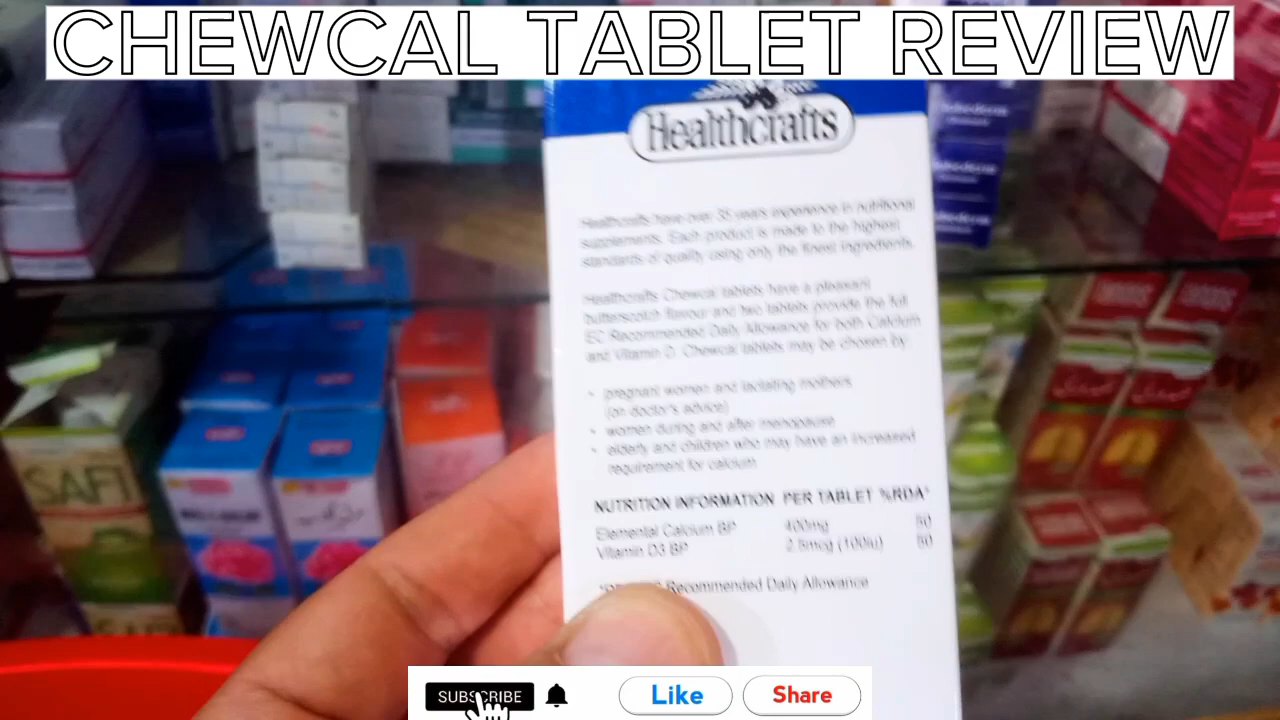 CHEWCAL TABLET REVIEW
Healthcrafts
Healthcrafts have over 35 years experience in nutritional
supplements. Each product is made to the highest
standards of quality using only the finest ingredients.
Healthcrafts Chewcal tablets have a pleasant
butterscotch flavour and two tablets provide the full
EC Recommended Daily Allowance for both Calcium
and Vitamin D. Chewcal tablets may be chosen by
• pregnant women and lactating mothers
(on doctor's advice)
• women during and after menopause
• elderly and children who may have an increased
requirement for calcium
NUTRITION INFORMATION PER TABLET %RDA*
Elemental Calcium BP 400mg 50
Vitamin D3 BP 2.5mcg (100iu) 50
Recommended Daily Allowance
SAFI
SAFI
SUBSCRIBE
Like
Share